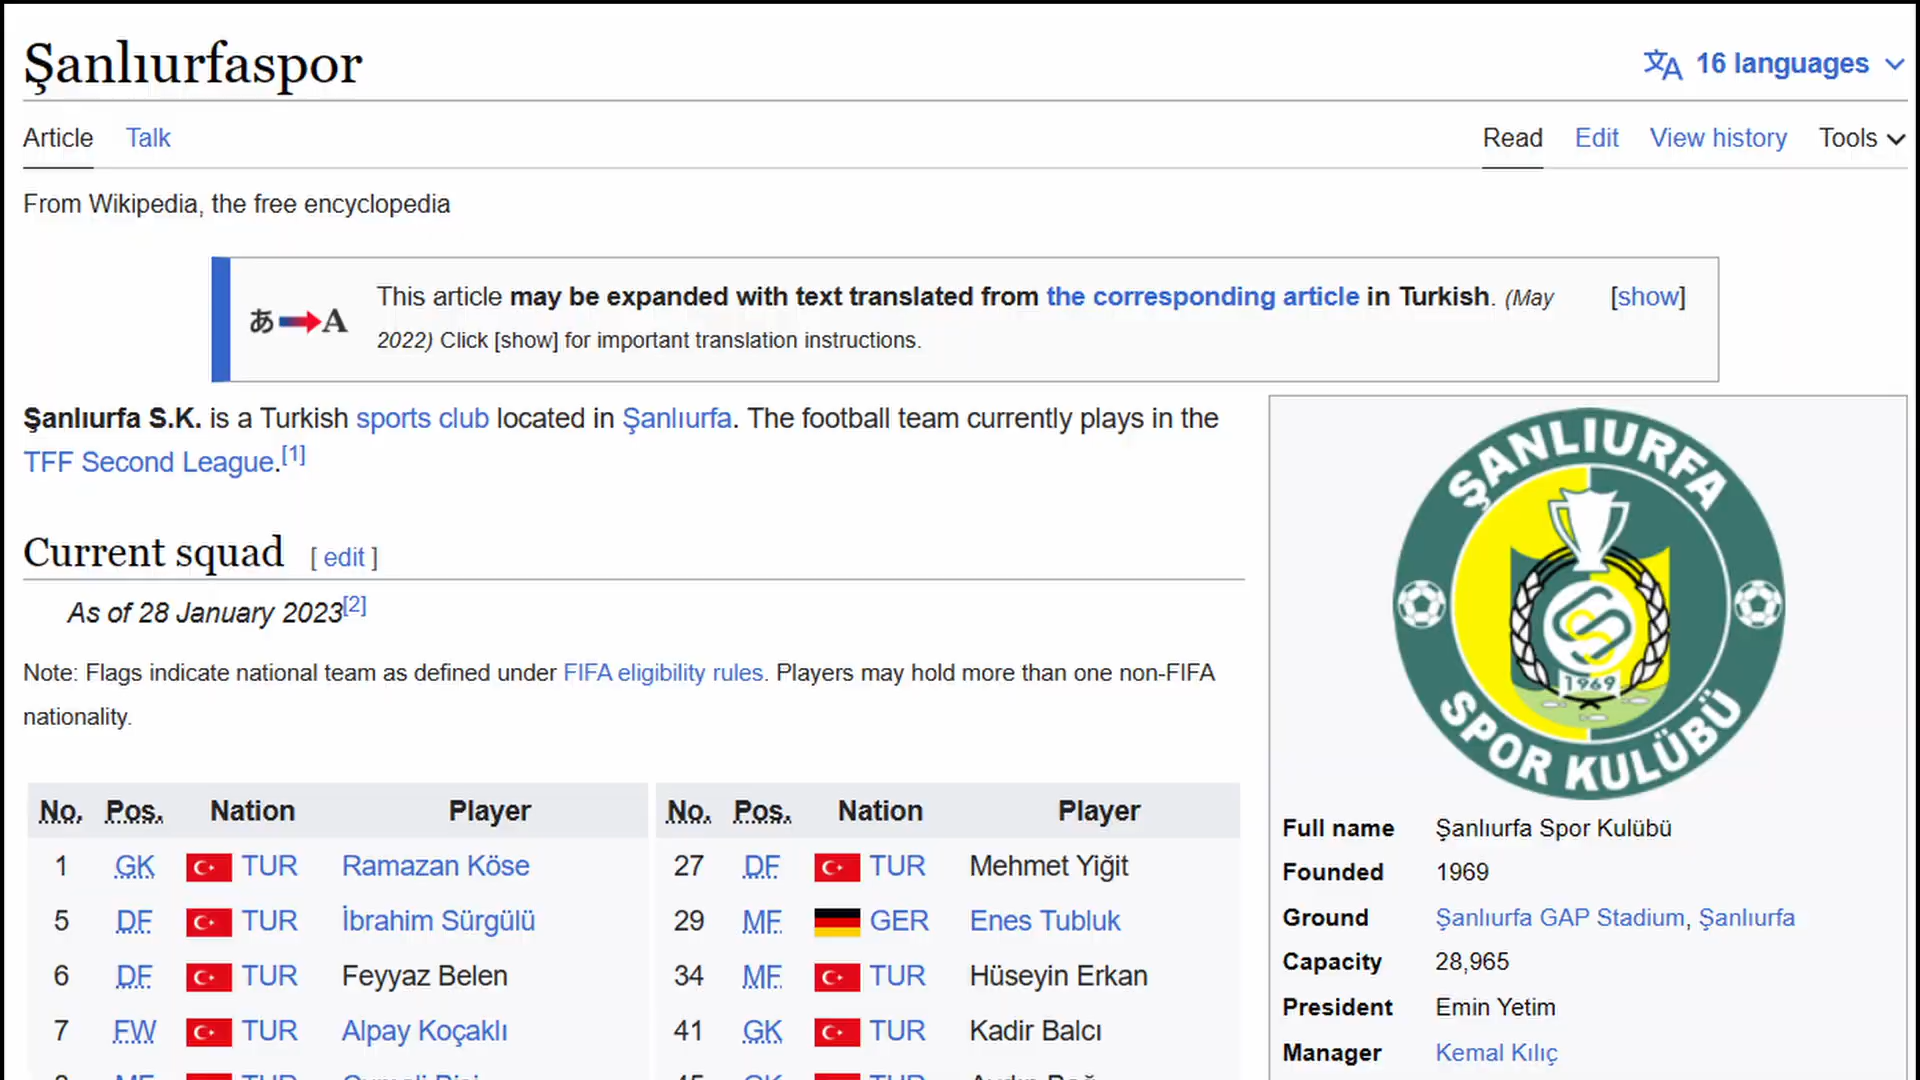 Şanlıurfaspor
16 languages
Article Talk Read Edit View history Tools
From Wikipedia, the free encyclopedia
This article may be expanded with text translated from the corresponding article in Turkish. (May [show]
2022) Click [show] for important translation instructions.
あ A
Şanlıurfa S.K. is a Turkish sports club located in Şanlıurfa. The football team currently plays in the
TFF Second League.[1]
Current squad [ edit ]
As of 28 January 2023[2]
Note: Flags indicate national team as defined under FIFA eligibility rules. Players may hold more than one non-FIFA
nationality.
No. Pos. Nation Player No. Pos. Nation Player
1 GK TUR Ramazan Köse 27 DF TUR Mehmet Yiğit
5 DF TUR İbrahim Sürgülü 29 MF GER Enes Tubluk
6 DF TUR Feyyaz Belen 34 MF TUR Hüseyin Erkan
7 FW TUR Alpay Koçaklı 41 GK TUR Kadir Balcı
ŞANLIURFA
1969
SPOR KULÜBÜ
Full name Şanlıurfa Spor Kulübü
Founded 1969
Ground Şanlıurfa GAP Stadium, Şanlıurfa
Capacity 28,965
President Emin Yetim
Manager Kemal Kılıç